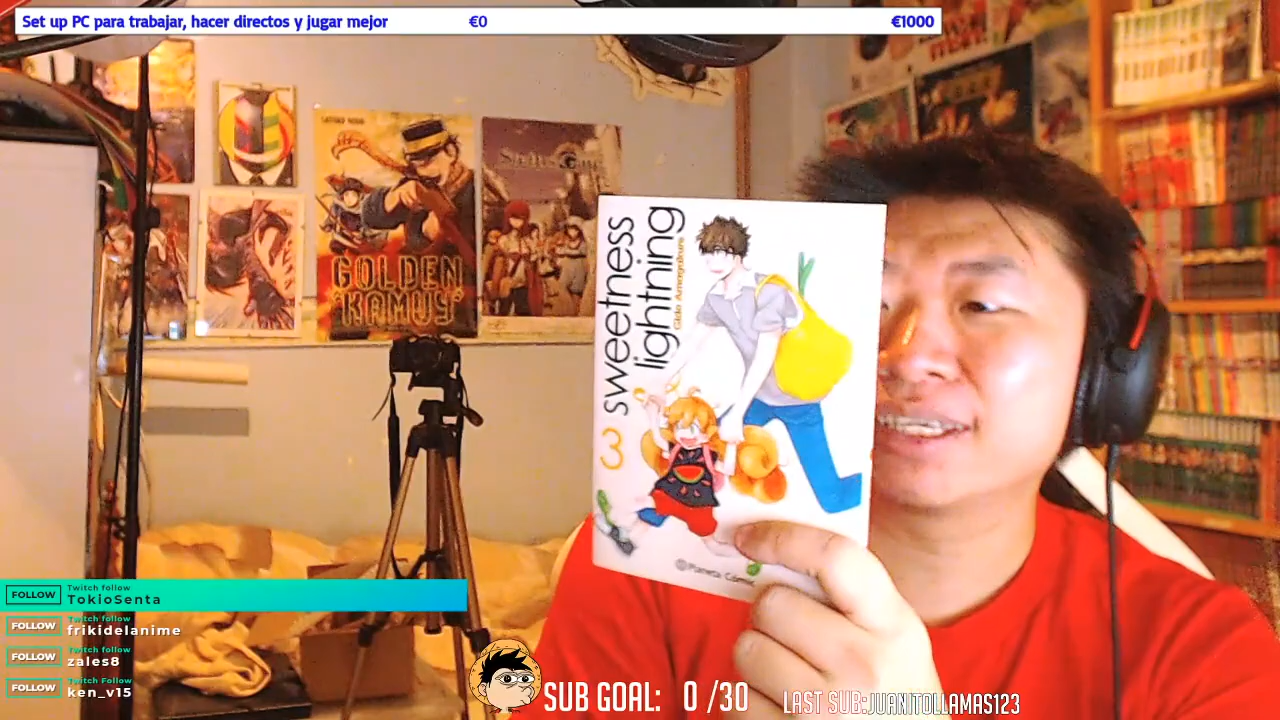 Set up PC para trabajar, hacer directos y jugar mejor €0 €1000
GOLDEN
KAMUY
sweetness
lightning
Gido Amagakure
3
Planeta Cómic
FOLLOW Twitch follow
TokioSenta
FOLLOW Twitch follow
frikidelanime
FOLLOW Twitch follow
zales8
FOLLOW Twitch Follow
ken_v15
SUB GOAL: 0 /30
LAST SUB:JUANITOLLAMAS123